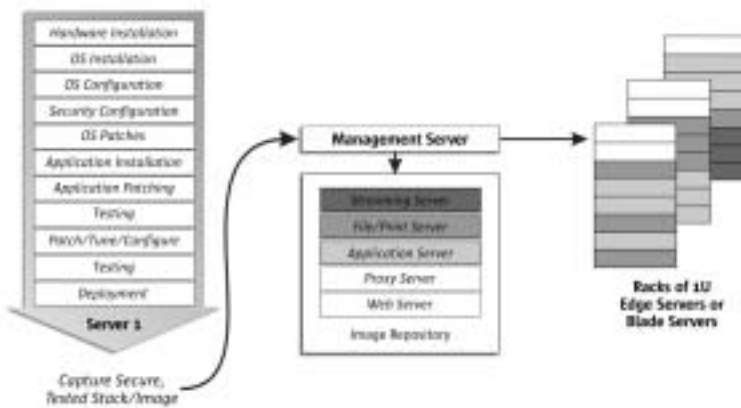 Hardware Installation
OS Installation
OS Configuration
Security Configuration
OS Patches
Application Installation
Application Patching
Testing
Patch/Tune/Configure
Testing
Deployment
Server 1
Capture Secure,
Tested Stack/Image
Management Server
Streaming Server
File/Print Server
Application Server
Proxy Server
Web Server
Image Repository
Racks of 1U
Edge Servers or
Blade Servers